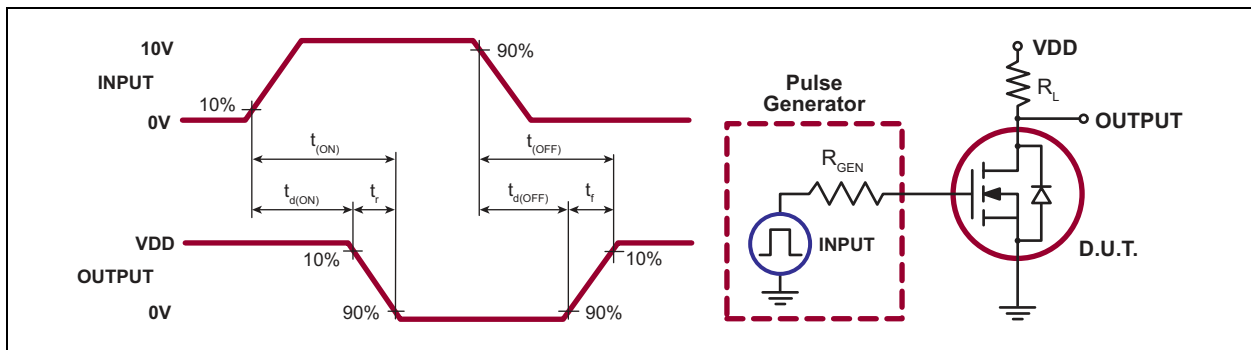 10V
INPUT
0V
10%
90%
t(ON)
t(OFF)
td(ON)
tr
td(OFF)
tf
VDD
OUTPUT
0V
10%
90%
90%
10%
Pulse
Generator
RGEN
INPUT
VDD
RL
OUTPUT
D.U.T.